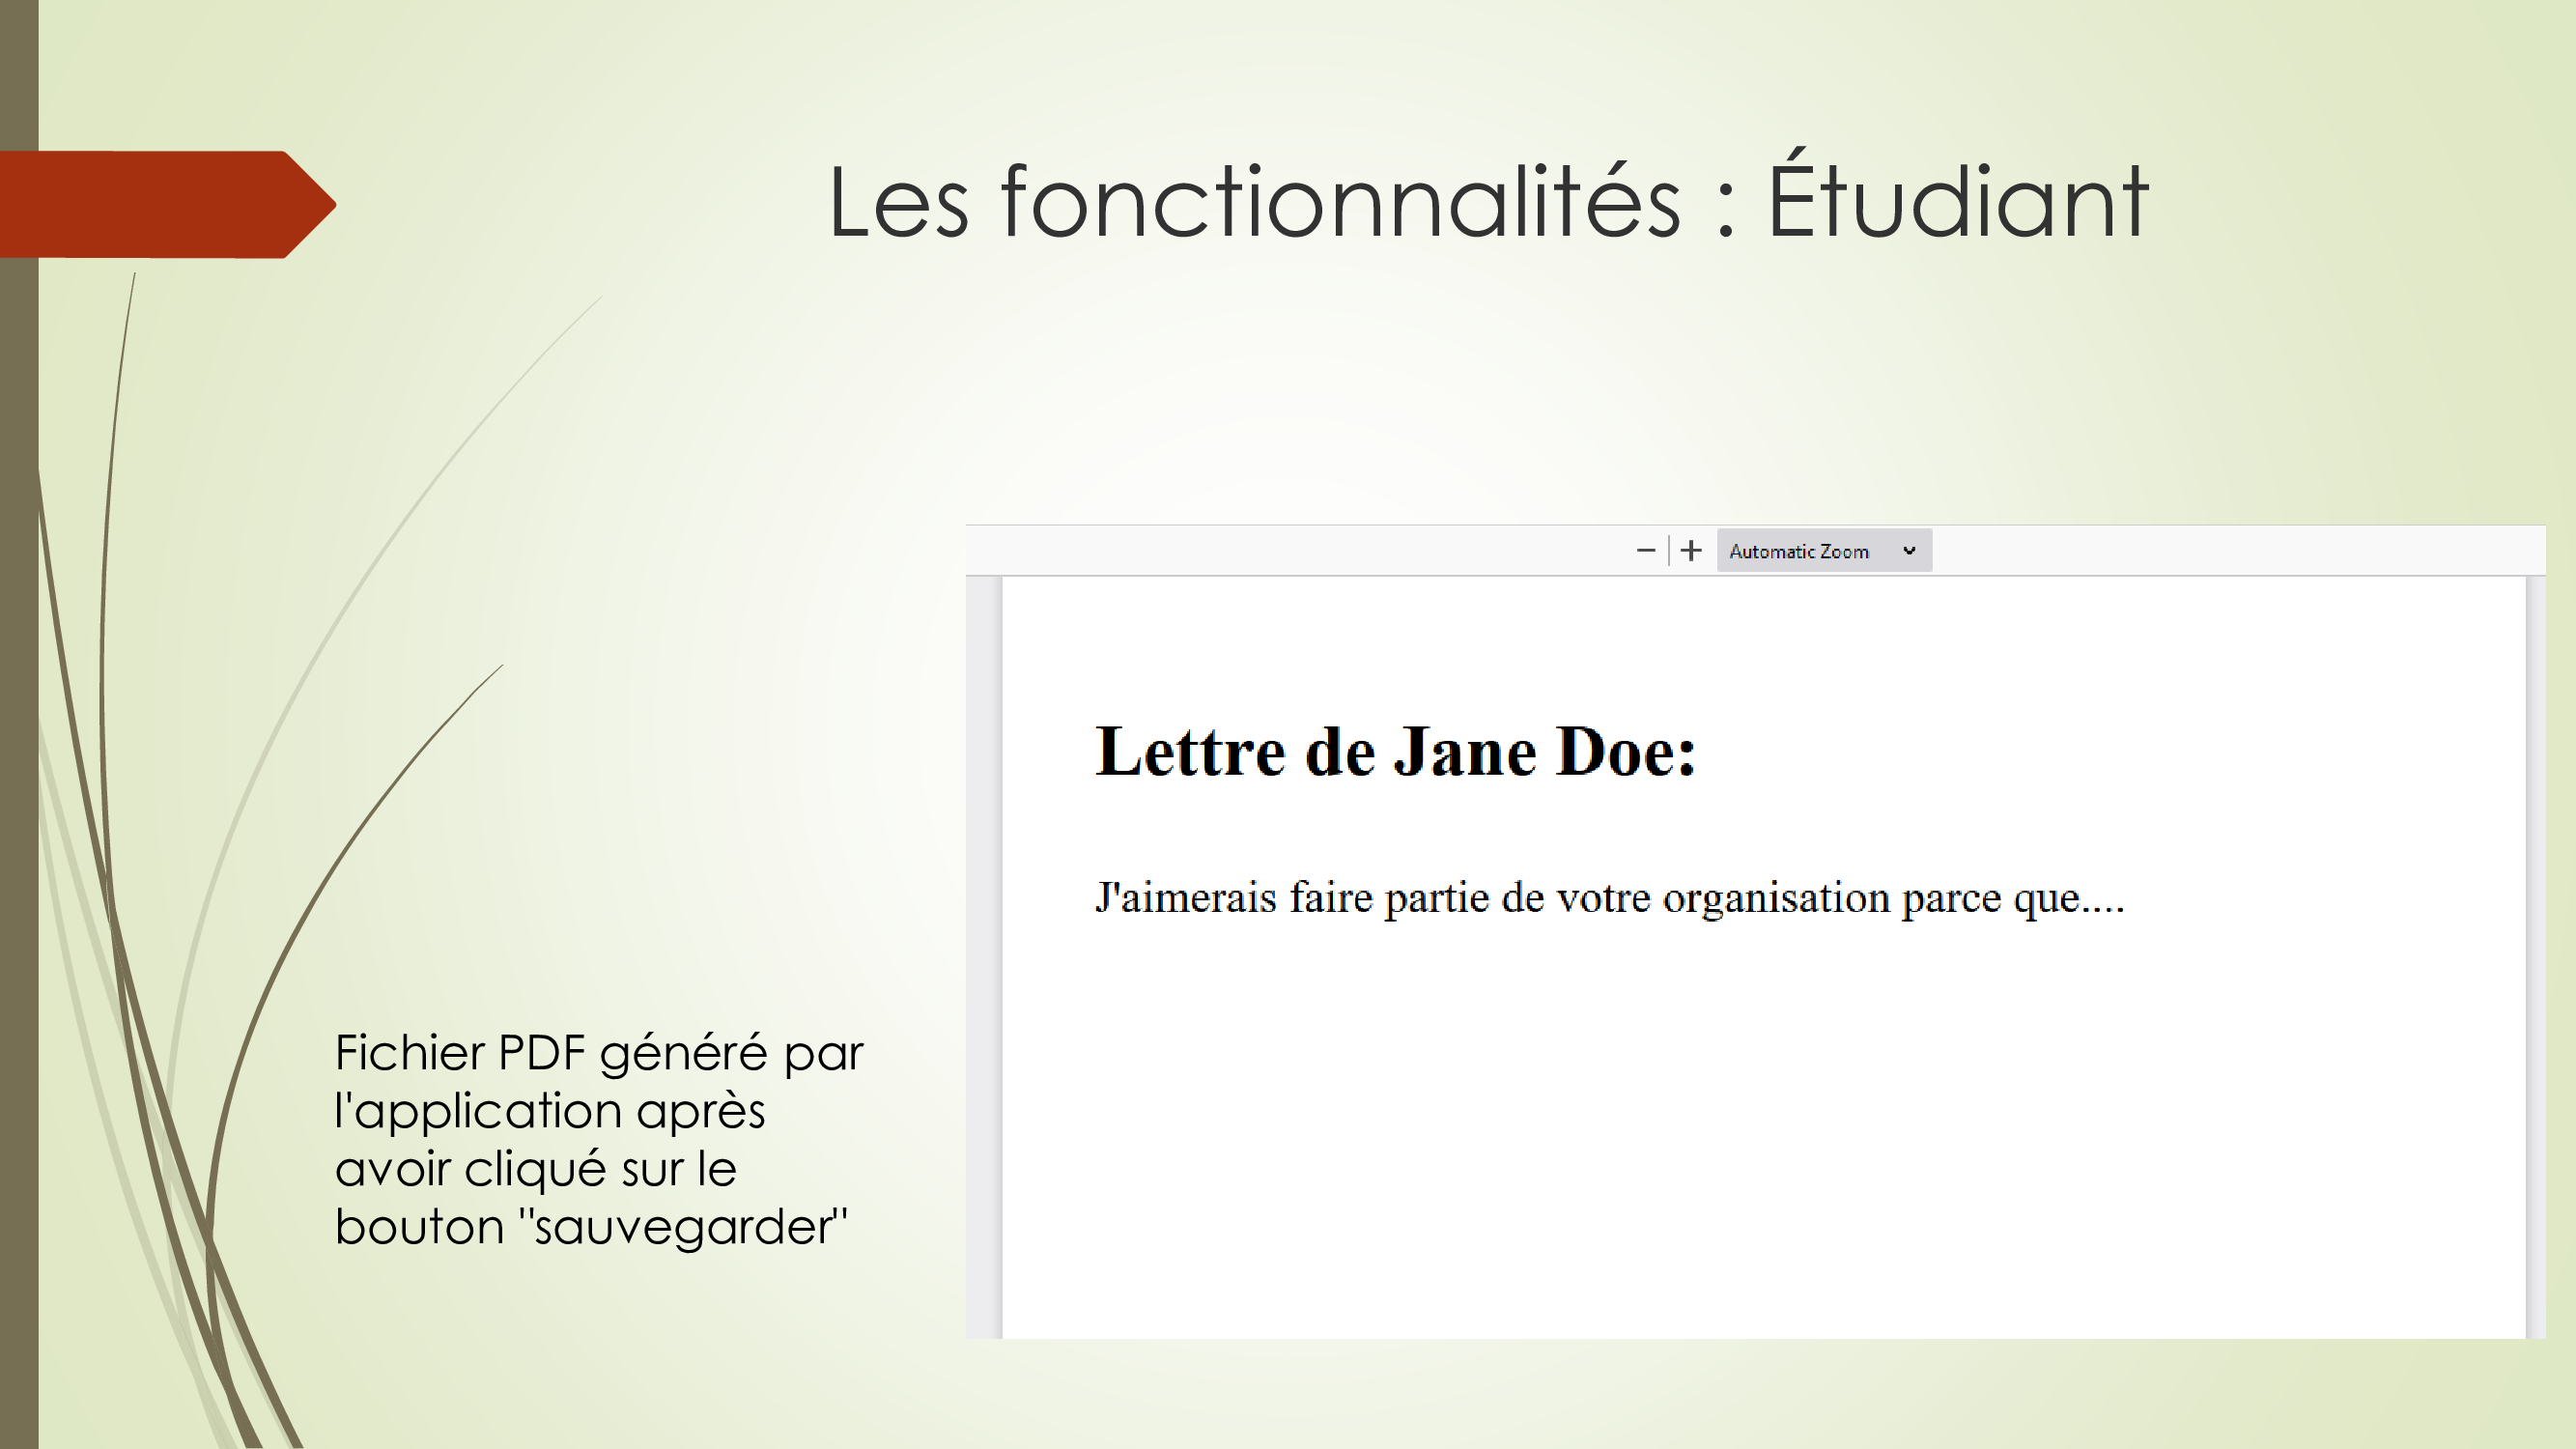 Les fonctionnalités : Étudiant
Automatic Zoom
Lettre de Jane Doe:
J'aimerais faire partie de votre organisation parce que....
Fichier PDF généré par
l'application après
avoir cliqué sur le
bouton "sauvegarder"